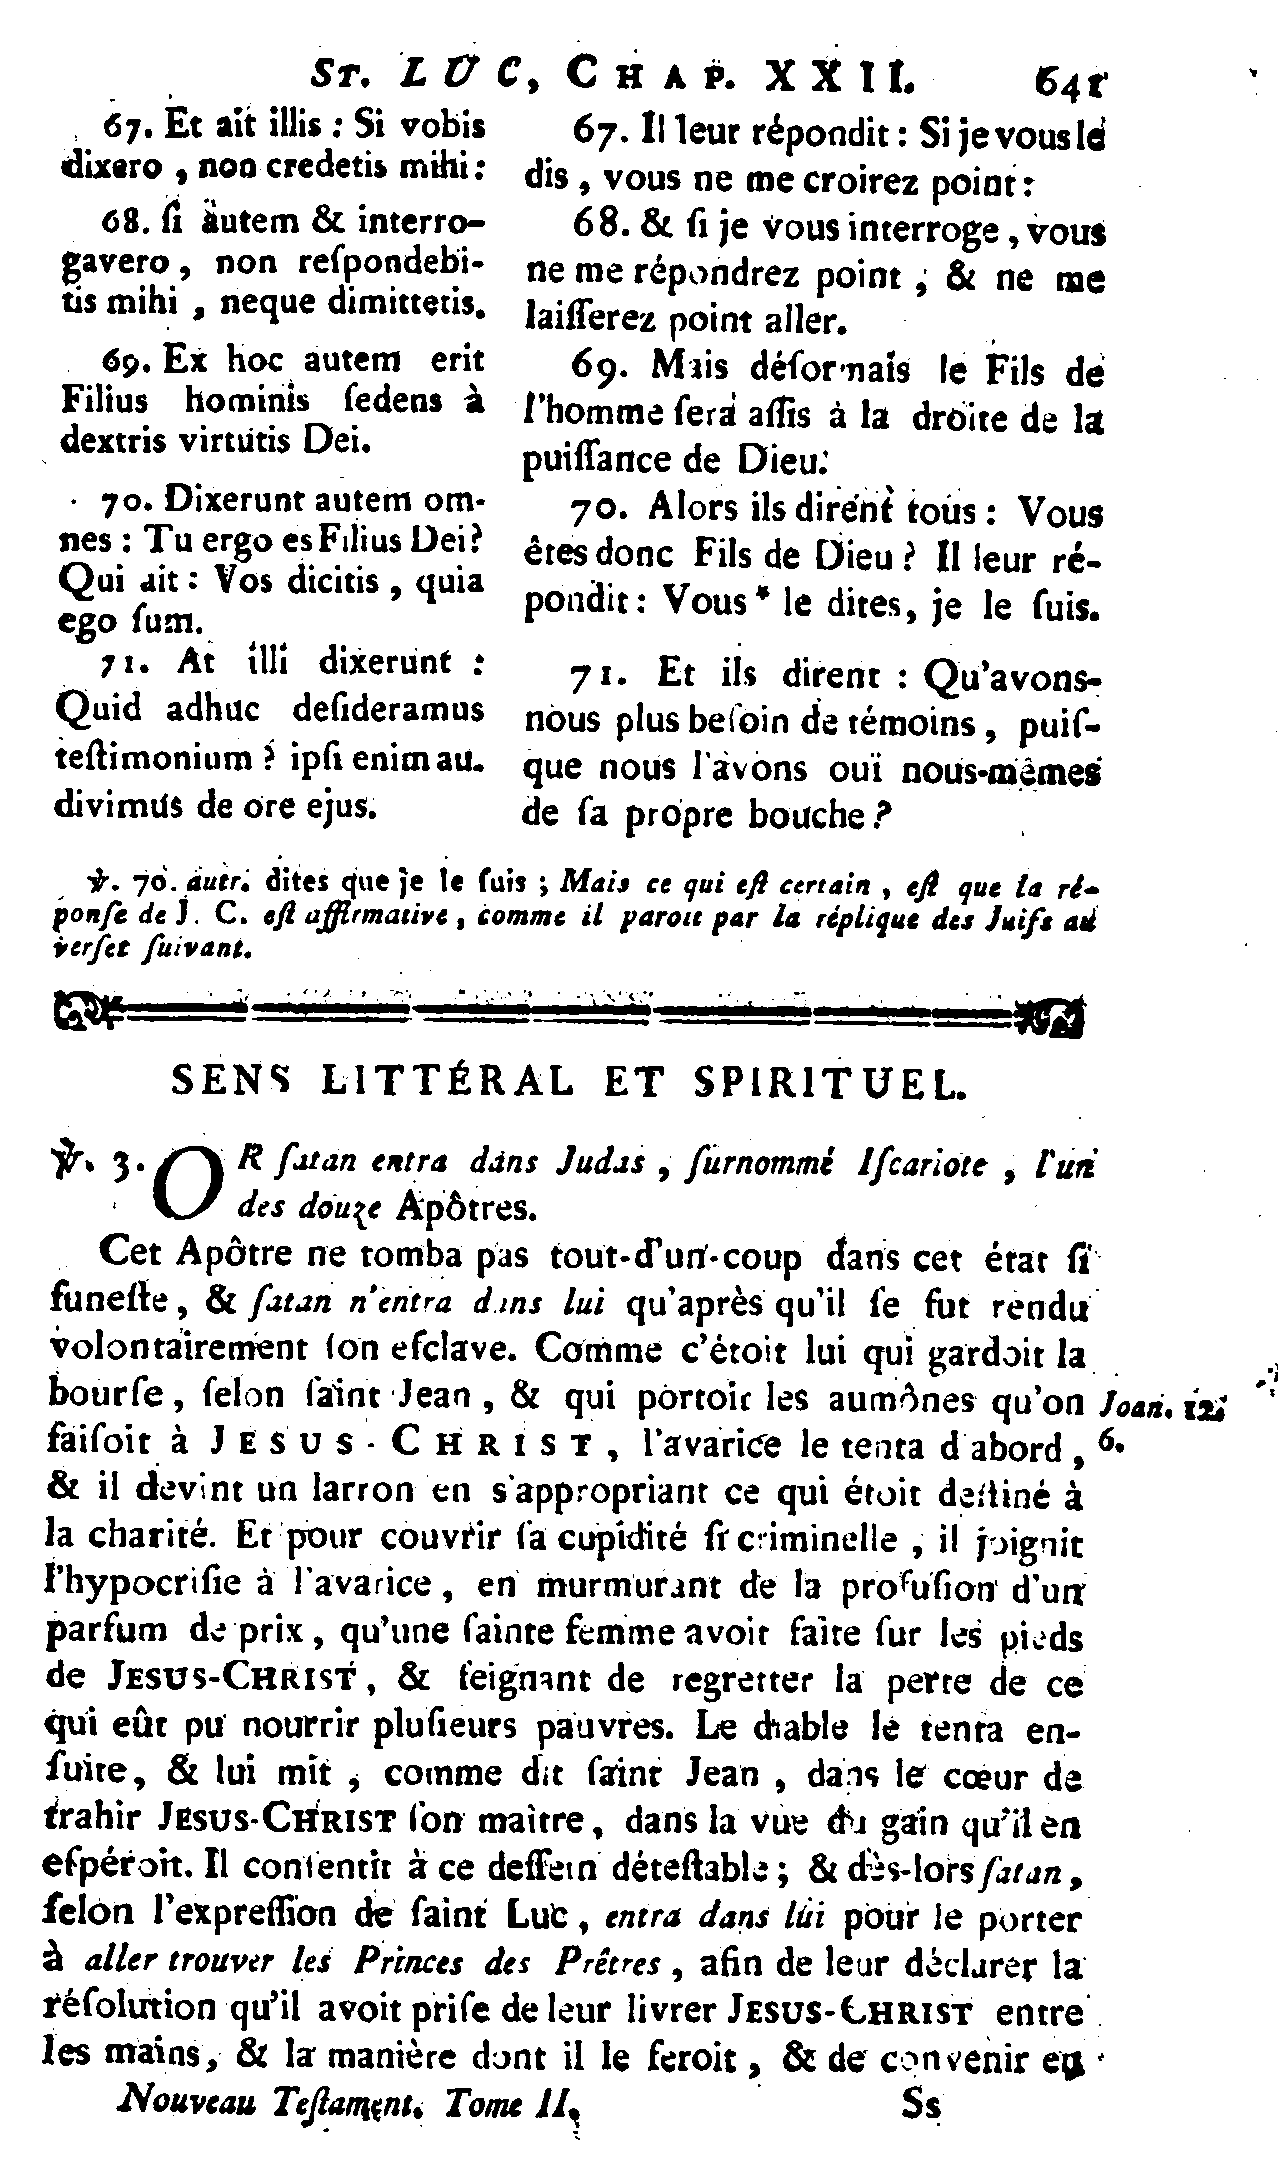 St. LUC, CHAP. XXII. 641
67. Et ait illis : Si vobis
dixero , non credetis mihi :
68. ſi autem & interro-
gavero , non reſpondebi-
tis mihi , neque dimittetis.
69. Ex hoc autem erit
Filius hominis ſedens à
dextris virtutis Dei.
70. Dixerunt autem om-
nes : Tu ergo es Filius Dei ?
Qui ait : Vos dicitis , quia
ego ſum.
71. At illi dixerunt :
Quid adhuc deſideramus
teſtimonium ? ipſi enim au-
divimus de ore ejus.
67. Il leur répondit : Si je vous le
dis , vous ne me croirez point :
68. & ſi je vous interroge , vous
ne me répondrez point , & ne me
laiſſerez point aller.
69. Mais déſormais le Fils de
l'homme ſera aſſis à la droite de la
puiſſance de Dieu.
70. Alors ils dirent tous : Vous
êtes donc Fils de Dieu ? Il leur ré-
pondit : Vous * le dites, je le ſuis.
71. Et ils dirent : Qu'avons-
nous plus beſoin de témoins , puiſ-
que nous l'avons ouï nous-mêmes
de ſa propre bouche ?
℣. 70. autr. dites que je le ſuis ; Mais ce qui eſt certain , eſt que la ré-
ponſe de J. C. eſt affirmative , comme il paroit par la réplique des Juifs au
verſet ſuivant.
SENS LITTÉRAL ET SPIRITUEL.
℣. 3. OR ſatan entra dans Judas , ſurnommé Iſcariote , l'un
des douze Apôtres.
Cet Apôtre ne tomba pas tout-d'un-coup dans cet état ſi
funeſte , & ſatan n'entra dans lui qu'après qu'il ſe fut rendu
volontairement ſon eſclave. Comme c'étoit lui qui gardoit la
bourſe , ſelon ſaint Jean , & qui portoit les aumônes qu'on
Joan. 12.
6.
faiſoit à JESUS-CHRIST , l'avarice le tenta d'abord ,
& il devint un larron en s'appropriant ce qui étoit deſtiné à
la charité. Et pour couvrir ſa cupidité ſi criminelle , il joignit
l'hypocriſie à l'avarice , en murmurant de la profuſion d'un
parfum de prix , qu'une ſainte femme avoit faite ſur les pieds
de JESUS-CHRIST , & feignant de regretter la perte de ce
qui eût pu nourrir pluſieurs pauvres. Le diable le tenta en-
ſuite, & lui mit , comme dit ſaint Jean , dans le cœur de
trahir JESUS-CHRIST ſon maître, dans la vue du gain qu'il en
eſpéroit. Il conſentit à ce deſſein déteſtable ; & dès-lors ſatan ,
ſelon l'expreſſion de ſaint Luc , entra dans lui pour le porter
à aller trouver les Princes des Prêtres , afin de leur déclarer la
réſolution qu'il avoit priſe de leur livrer JESUS-CHRIST entre
les mains, & la manière dont il le feroit , & de convenir en
Nouveau Teſtament. Tome II. Ss